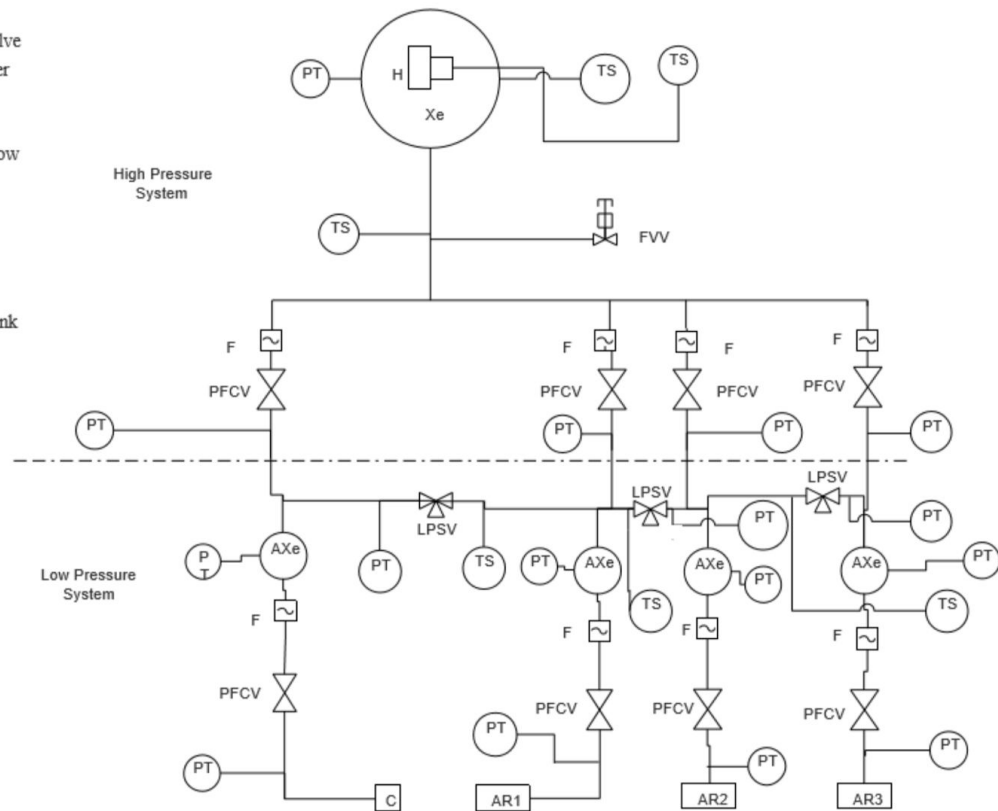 lve
er
ow
nk
PT
H
Xe
TS
TS
High Pressure
System
TS
FVV
F
F
F
F
PFCV
PFCV
PFCV
PFCV
PT
PT
PT
PT
LPSV
LPSV
LPSV
PT
TS
PT
PT
P
T
AXe
PT
AXe
AXe
PT
AXe
PT
Low Pressure
System
TS
TS
F
F
F
F
PFCV
PFCV
PFCV
PFCV
PT
PT
PT
PT
C
AR1
AR2
AR3